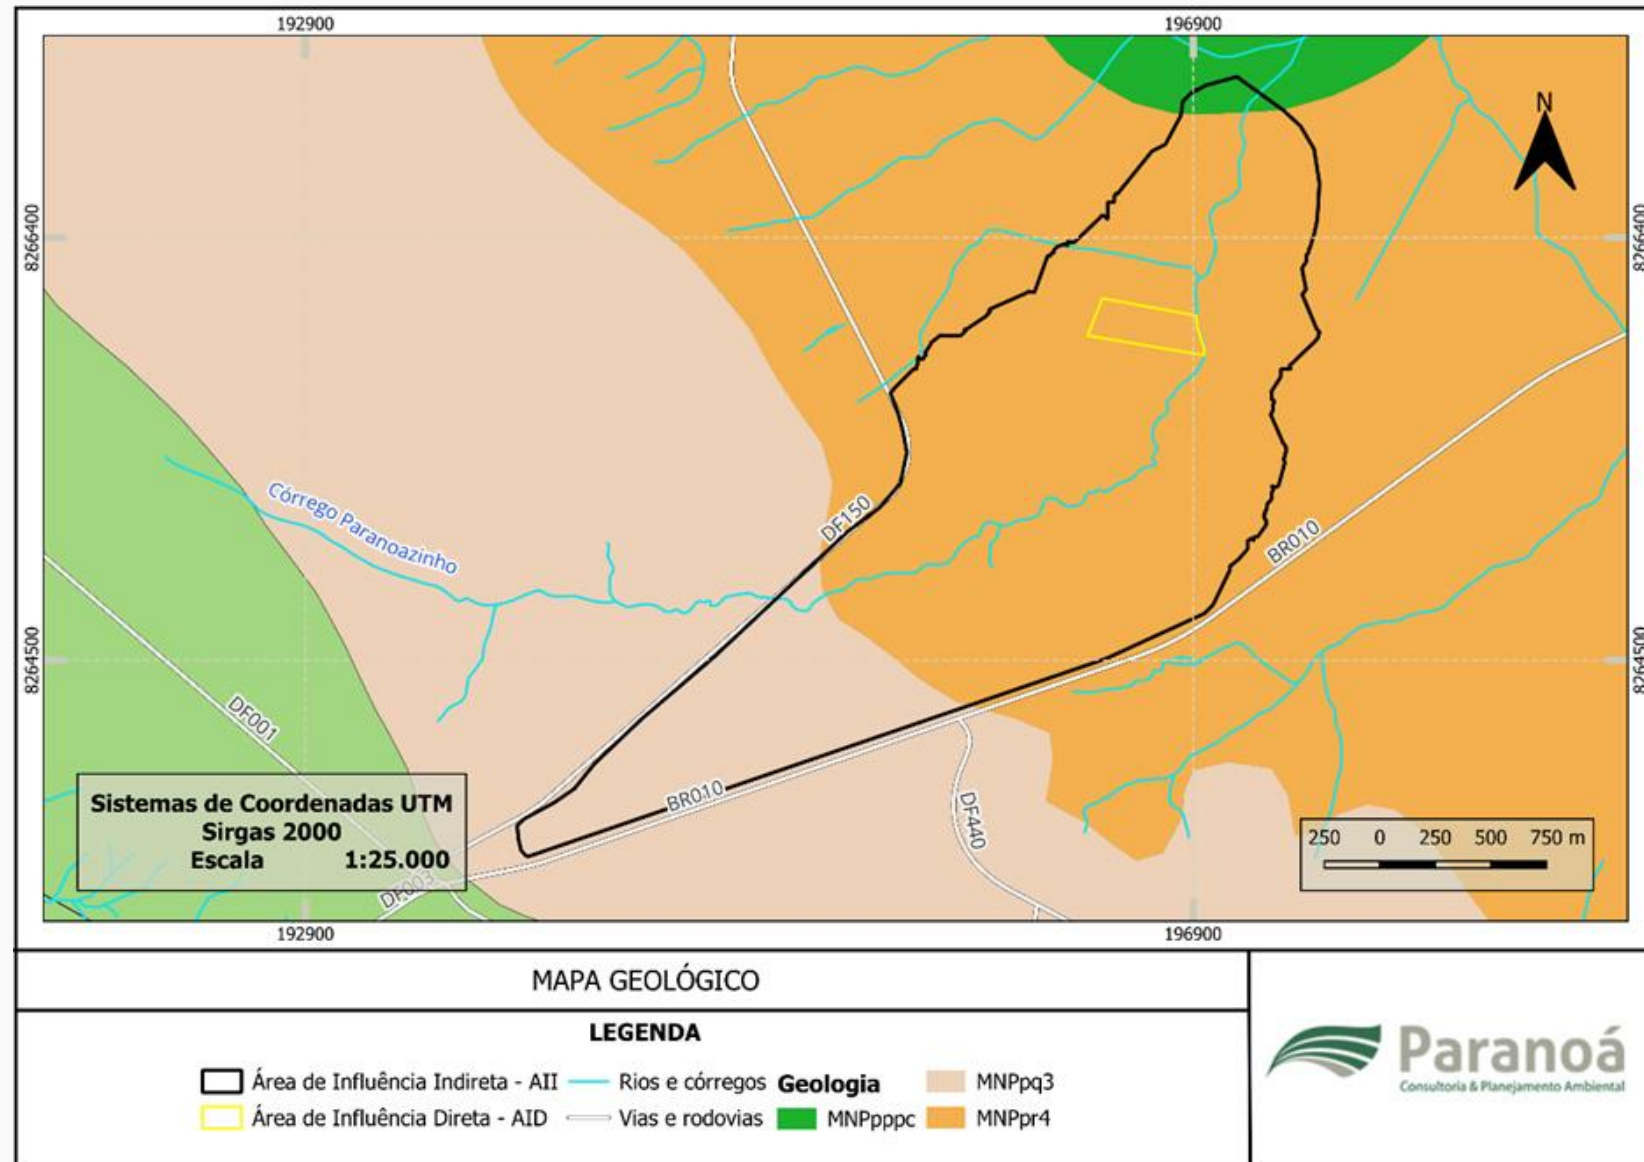 192900 196900
N
8266400 8266400
Córrego Paranoazinho
DF150
BR010
8264500 8264500
DF001
BR010
DF440
DF003
Sistemas de Coordenadas UTM
Sirgas 2000
Escala 1:25.000
250 0 250 500 750 m
192900 196900
MAPA GEOLÓGICO
LEGENDA
Área de Influência Indireta - AII Rios e córregos Geologia MNPpq3
Área de Influência Direta - AID Vias e rodovias MNPpppc MNPpr4
Paranoá
Consultoria & Planejamento Ambiental